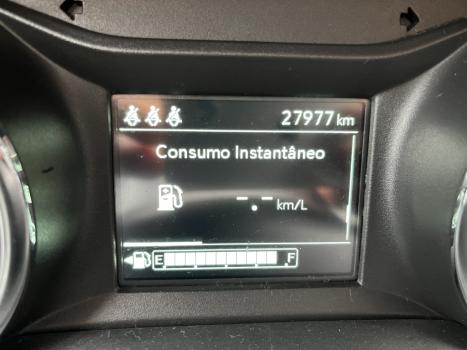 27977 km
Consumo Instantâneo
-.- km/L
E F